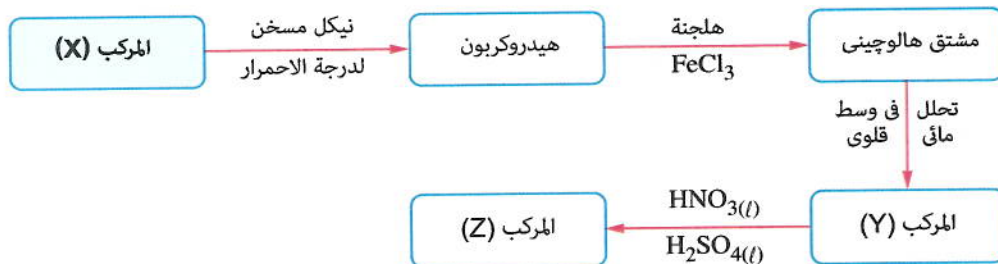 المركب (X)
نيكل مسخن
لدرجة الاحمرار
هيدروكربون
هلجنة
FeCl₃
مشتق هالوچينى
تحلل فى وسط
مائى قلوى
المركب (Y)
HNO₃(ℓ)
H₂SO₄(ℓ)
المركب (Z)